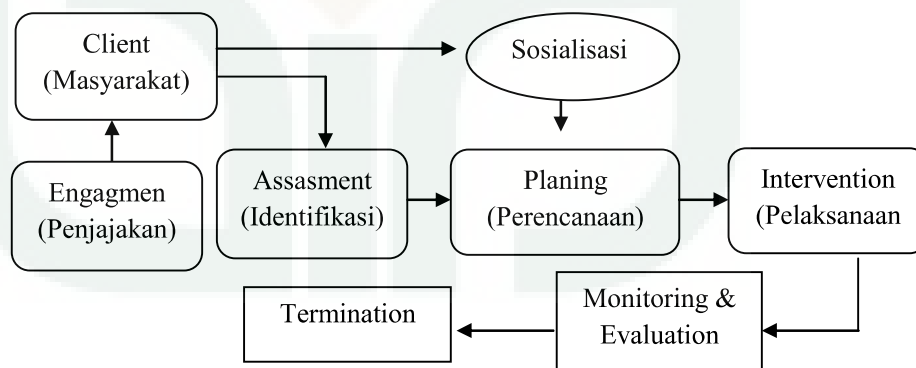 Client
(Masyarakat)
Sosialisasi
Engagmen
(Penjajakan)
Assasment
(Identifikasi)
Planing
(Perencanaan)
Intervention
(Pelaksanaan
Monitoring &
Evaluation
Termination